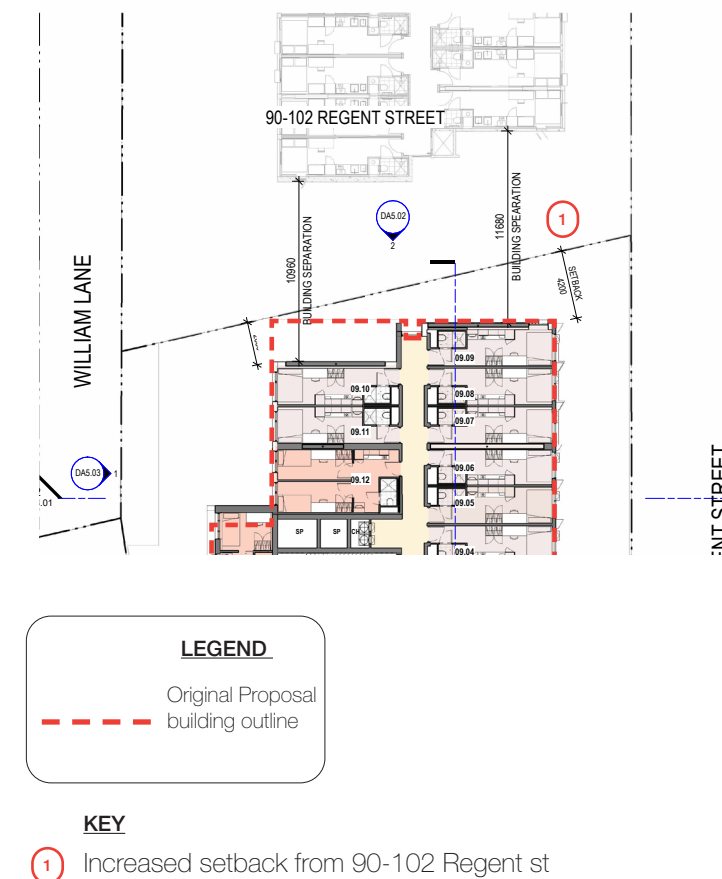 90-102 REGENT STREET
DA5.02
2
1
10960
BUILDING SEPARATION
11680
BUILDING SPEARATION
SETBACK
4200
WILLIAM LANE
09.09
09.10
09.08
09.07
09.11
09.06
09.12
DA5.03
1
.01
09.05
SP
SP
CH
09.04
ENT STREET
LEGEND
Original Proposal
building outline
KEY
1 Increased setback from 90-102 Regent st